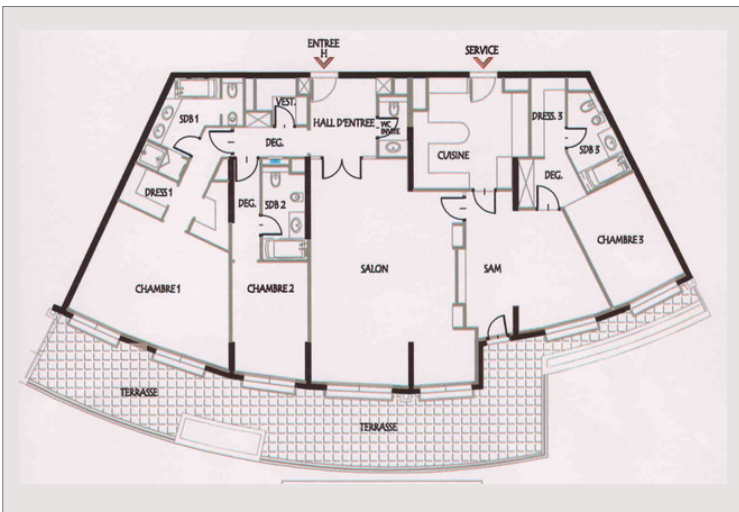 ENTREE
H
SERVICE
VEST.
SDB 1
HALL D'ENTREE
WC
INVITE
DRESS. 3
DEG.
CUISINE
SDB 3
DEG.
DRESS 1
DEG.
SDB 2
CHAMBRE 3
SALON
SAM
CHAMBRE 1
CHAMBRE 2
TERRASSE
TERRASSE